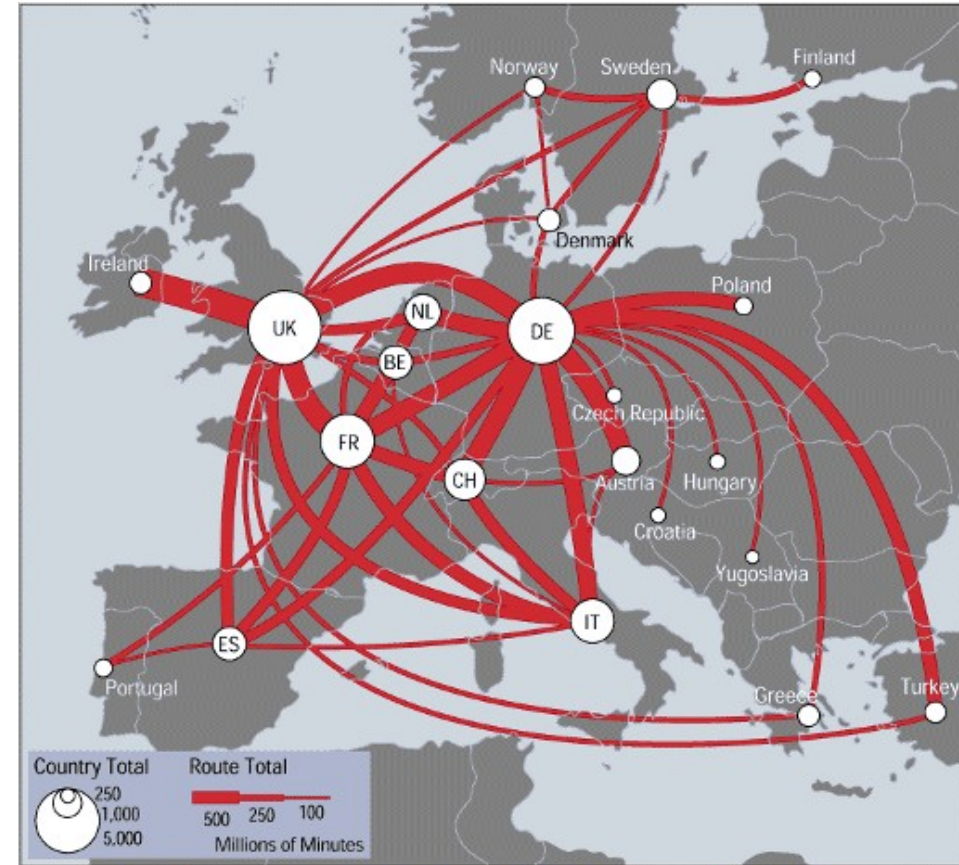 Norway
Sweden
Finland
Denmark
Ireland
Poland
UK
NL
DE
BE
Czech Republic
FR
CH
Austria
Hungary
Croatia
Yugoslavia
IT
ES
Portugal
Greece
Turkey
Country Total
250
1,000
5,000
Route Total
500 250 100
Millions of Minutes